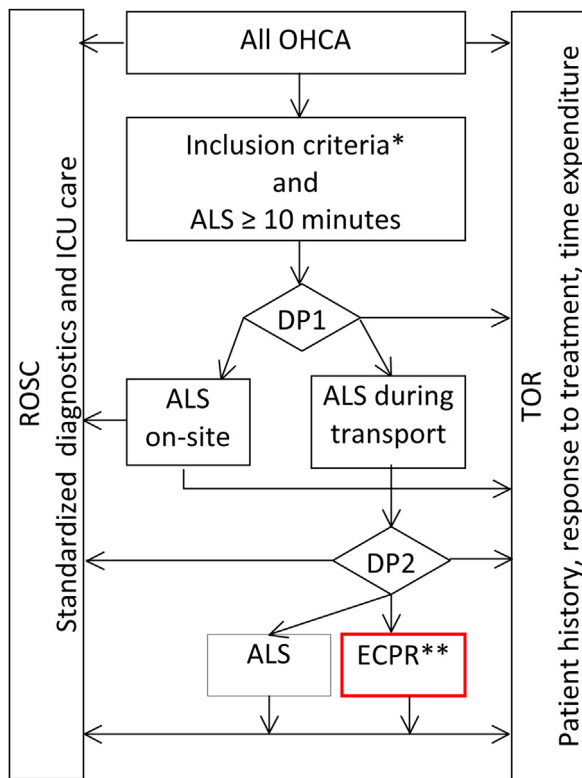 All OHCA
Inclusion criteria*
and
ALS ≥ 10 minutes
DP1
ALS
on-site
ALS during
transport
DP2
ALS
ECPR**
ROSC
Standardized diagnostics and ICU care
TOR
Patient history, response to treatment, time expenditure